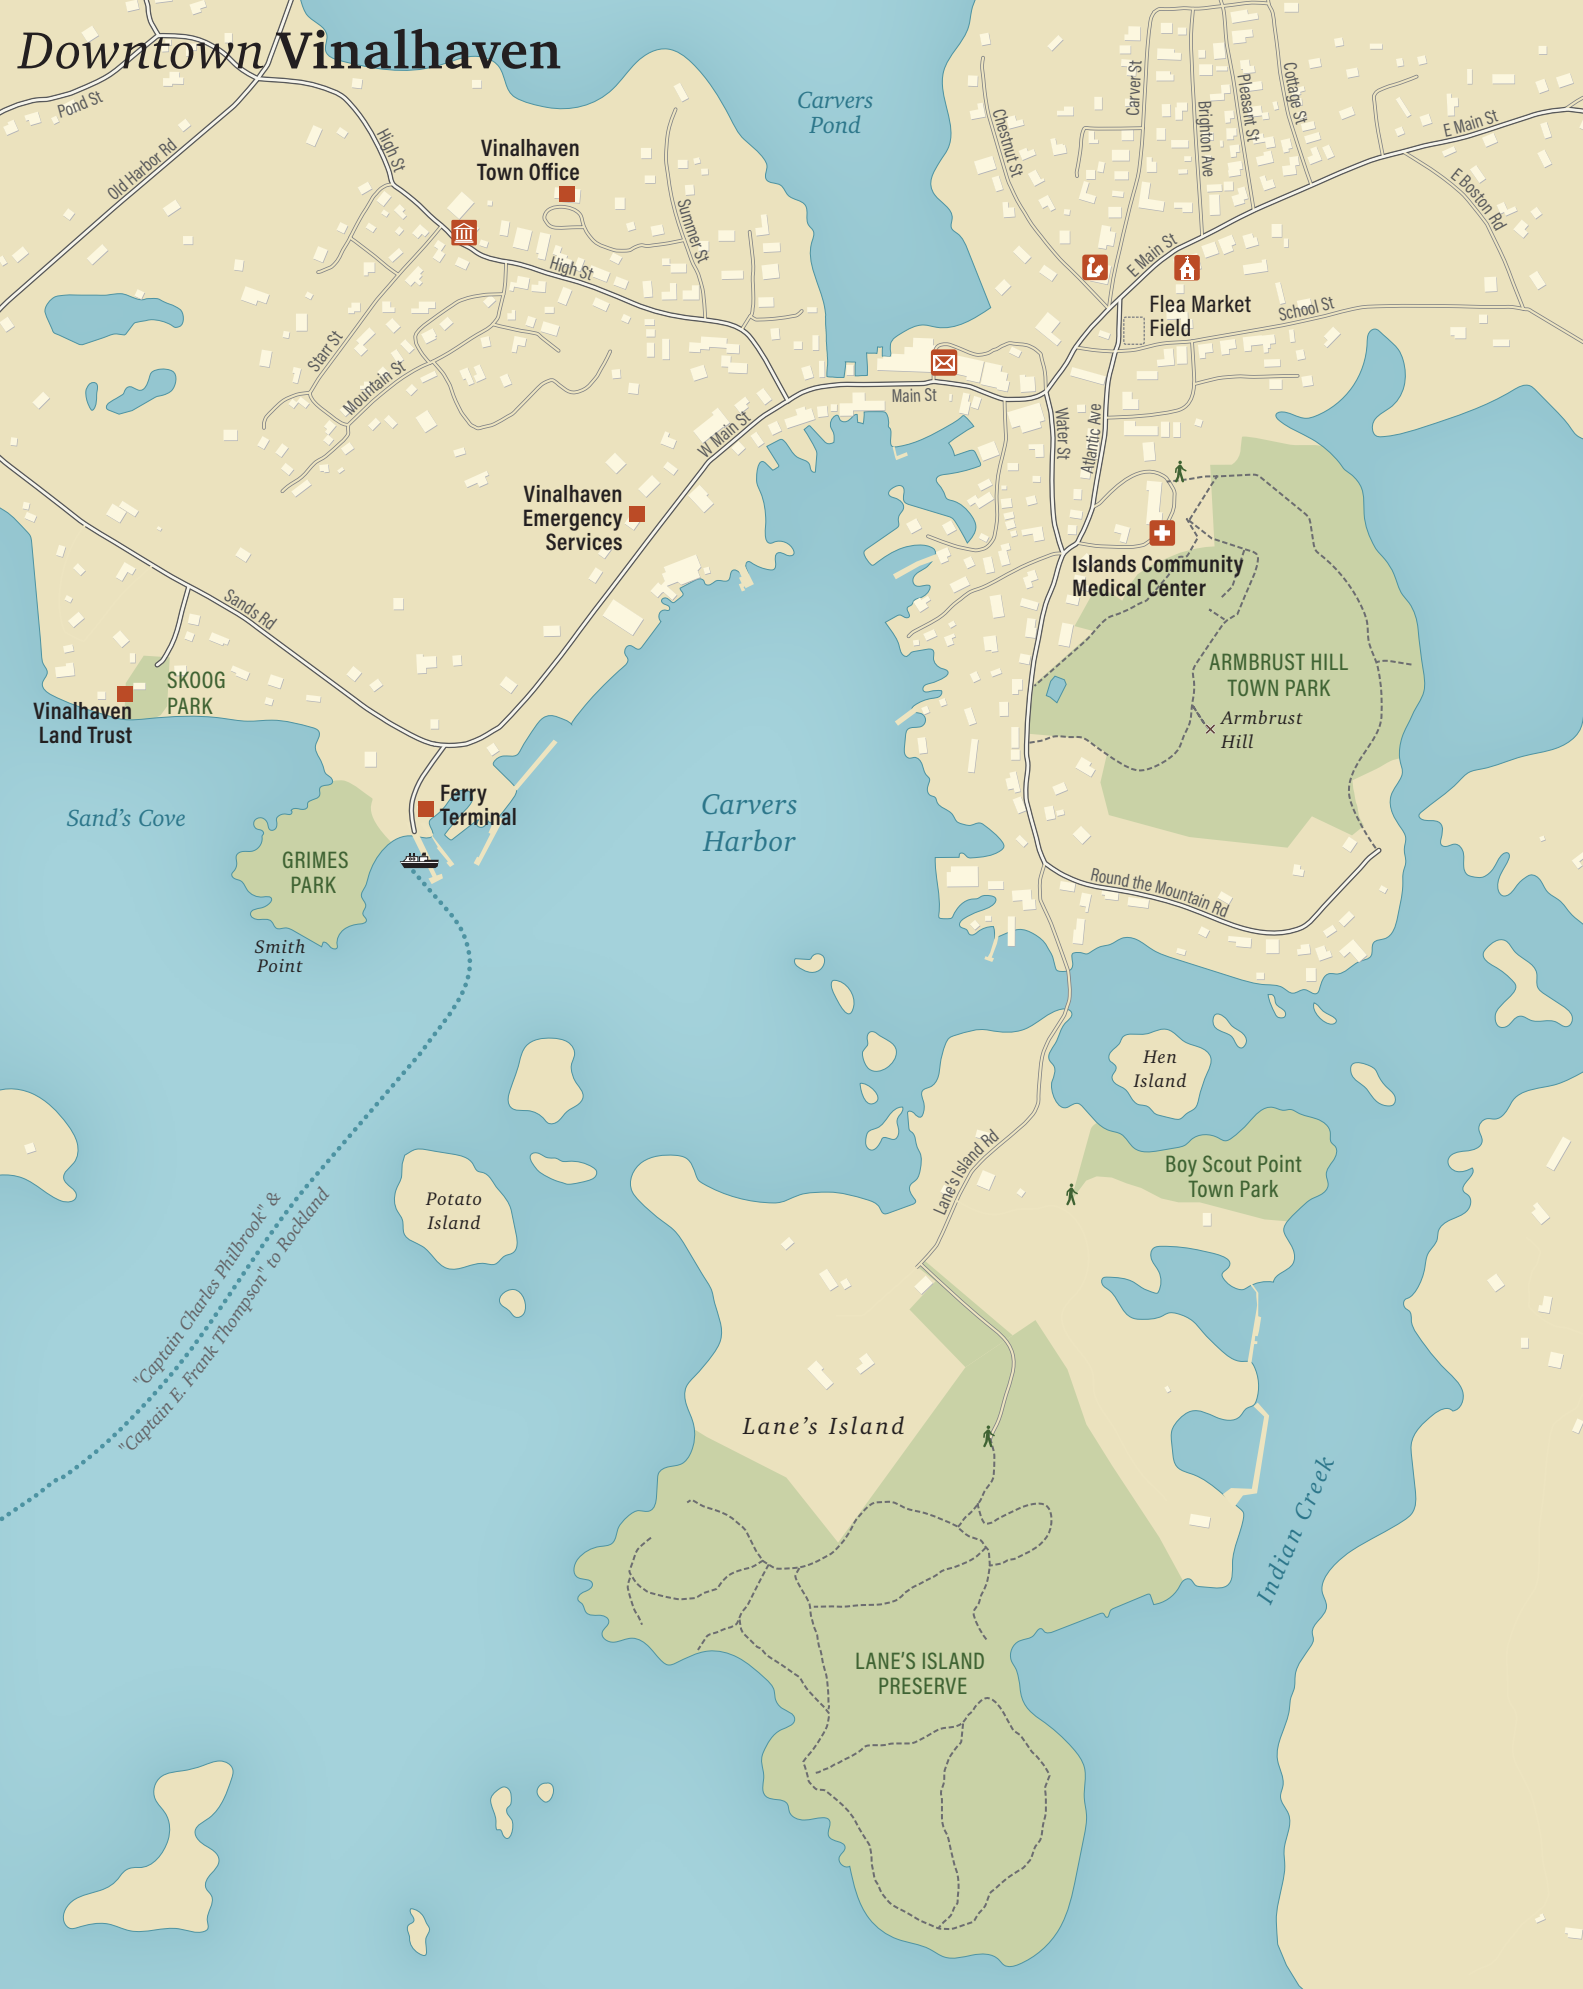 Downtown Vinalhaven
Pond St
Old Harbor Rd
High St
Vinalhaven
Town Office
Carvers
Pond
Summer St
High St
Starr St
Mountain St
Chestnut St
Carver St
Brighton Ave
Pleasant St
Cottage St
E Main St
E Boston Rd
E Main St
Flea Market
Field
School St
Main St
W Main St
Water St
Atlantic Ave
Vinalhaven
Emergency
Services
Islands Community
Medical Center
Sands Rd
SKOOG
PARK
Vinalhaven
Land Trust
ARMBRUST HILL
TOWN PARK
Armbrust
Hill
Sand's Cove
Ferry
Terminal
Carvers
Harbor
GRIMES
PARK
Smith
Point
Round the Mountain Rd
Hen
Island
Lane's Island Rd
Boy Scout Point
Town Park
Potato
Island
"Captain Charles Philbrook" &
"Captain E. Frank Thompson" to Rockland
Lane's Island
Indian Creek
LANE'S ISLAND
PRESERVE